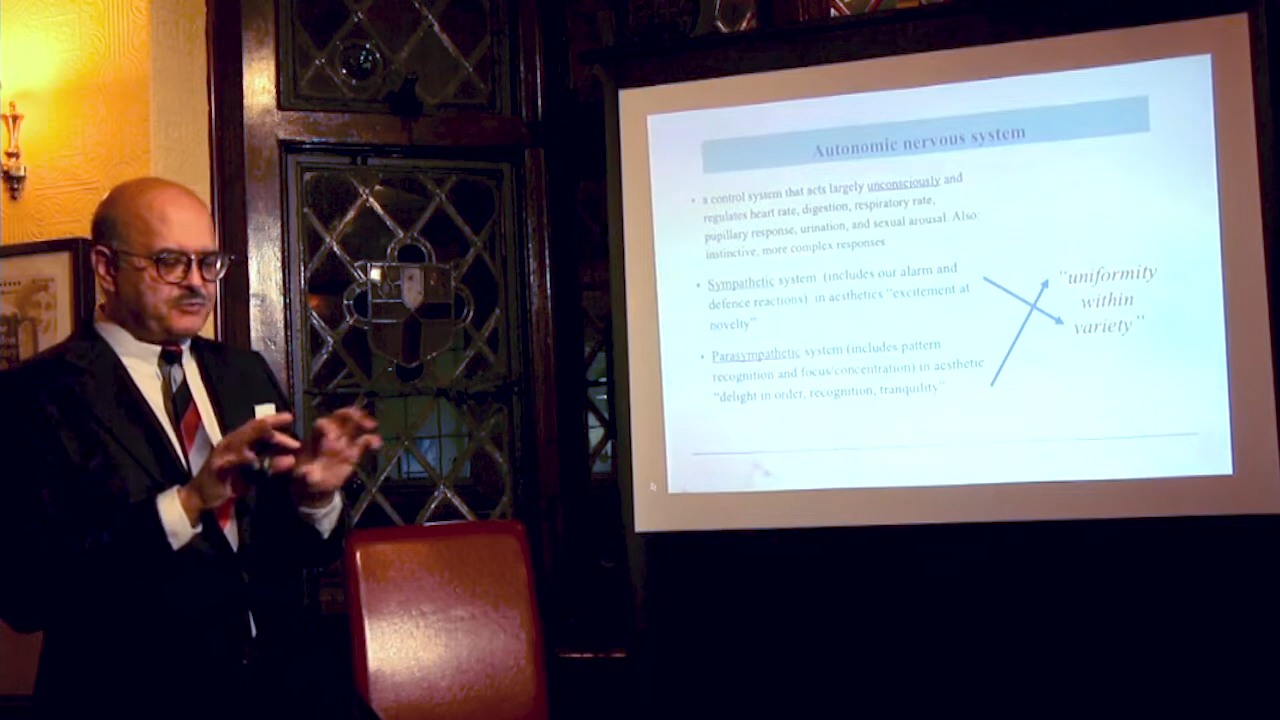 Autonomic nervous system
• a control system that acts largely unconsciously and
regulates heart rate, digestion, respiratory rate,
pupillary response, urination, and sexual arousal. Also:
instinctive, more complex responses
• Sympathetic system (includes our alarm and
defence reactions) in aesthetics “excitement at
novelty”
• Parasympathetic system (includes pattern
recognition and focus/concentration) in aesthetic
“delight in order, recognition, tranquility”
“uniformity
within
variety”